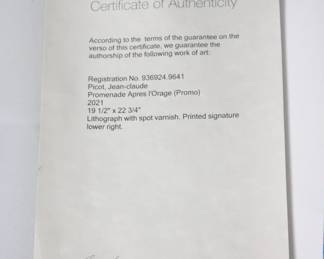 Certificate of Authenticity
According to the terms of the guarantee on the
verso of this certificate, we guarantee the
authorship of the following work of art:
Registration No. 936924.9641
Picot, Jean-claude
Promenade Apres l'Orage (Promo)
2021
19 1/2" x 22 3/4"
Lithograph with spot varnish. Printed signature
lower right.